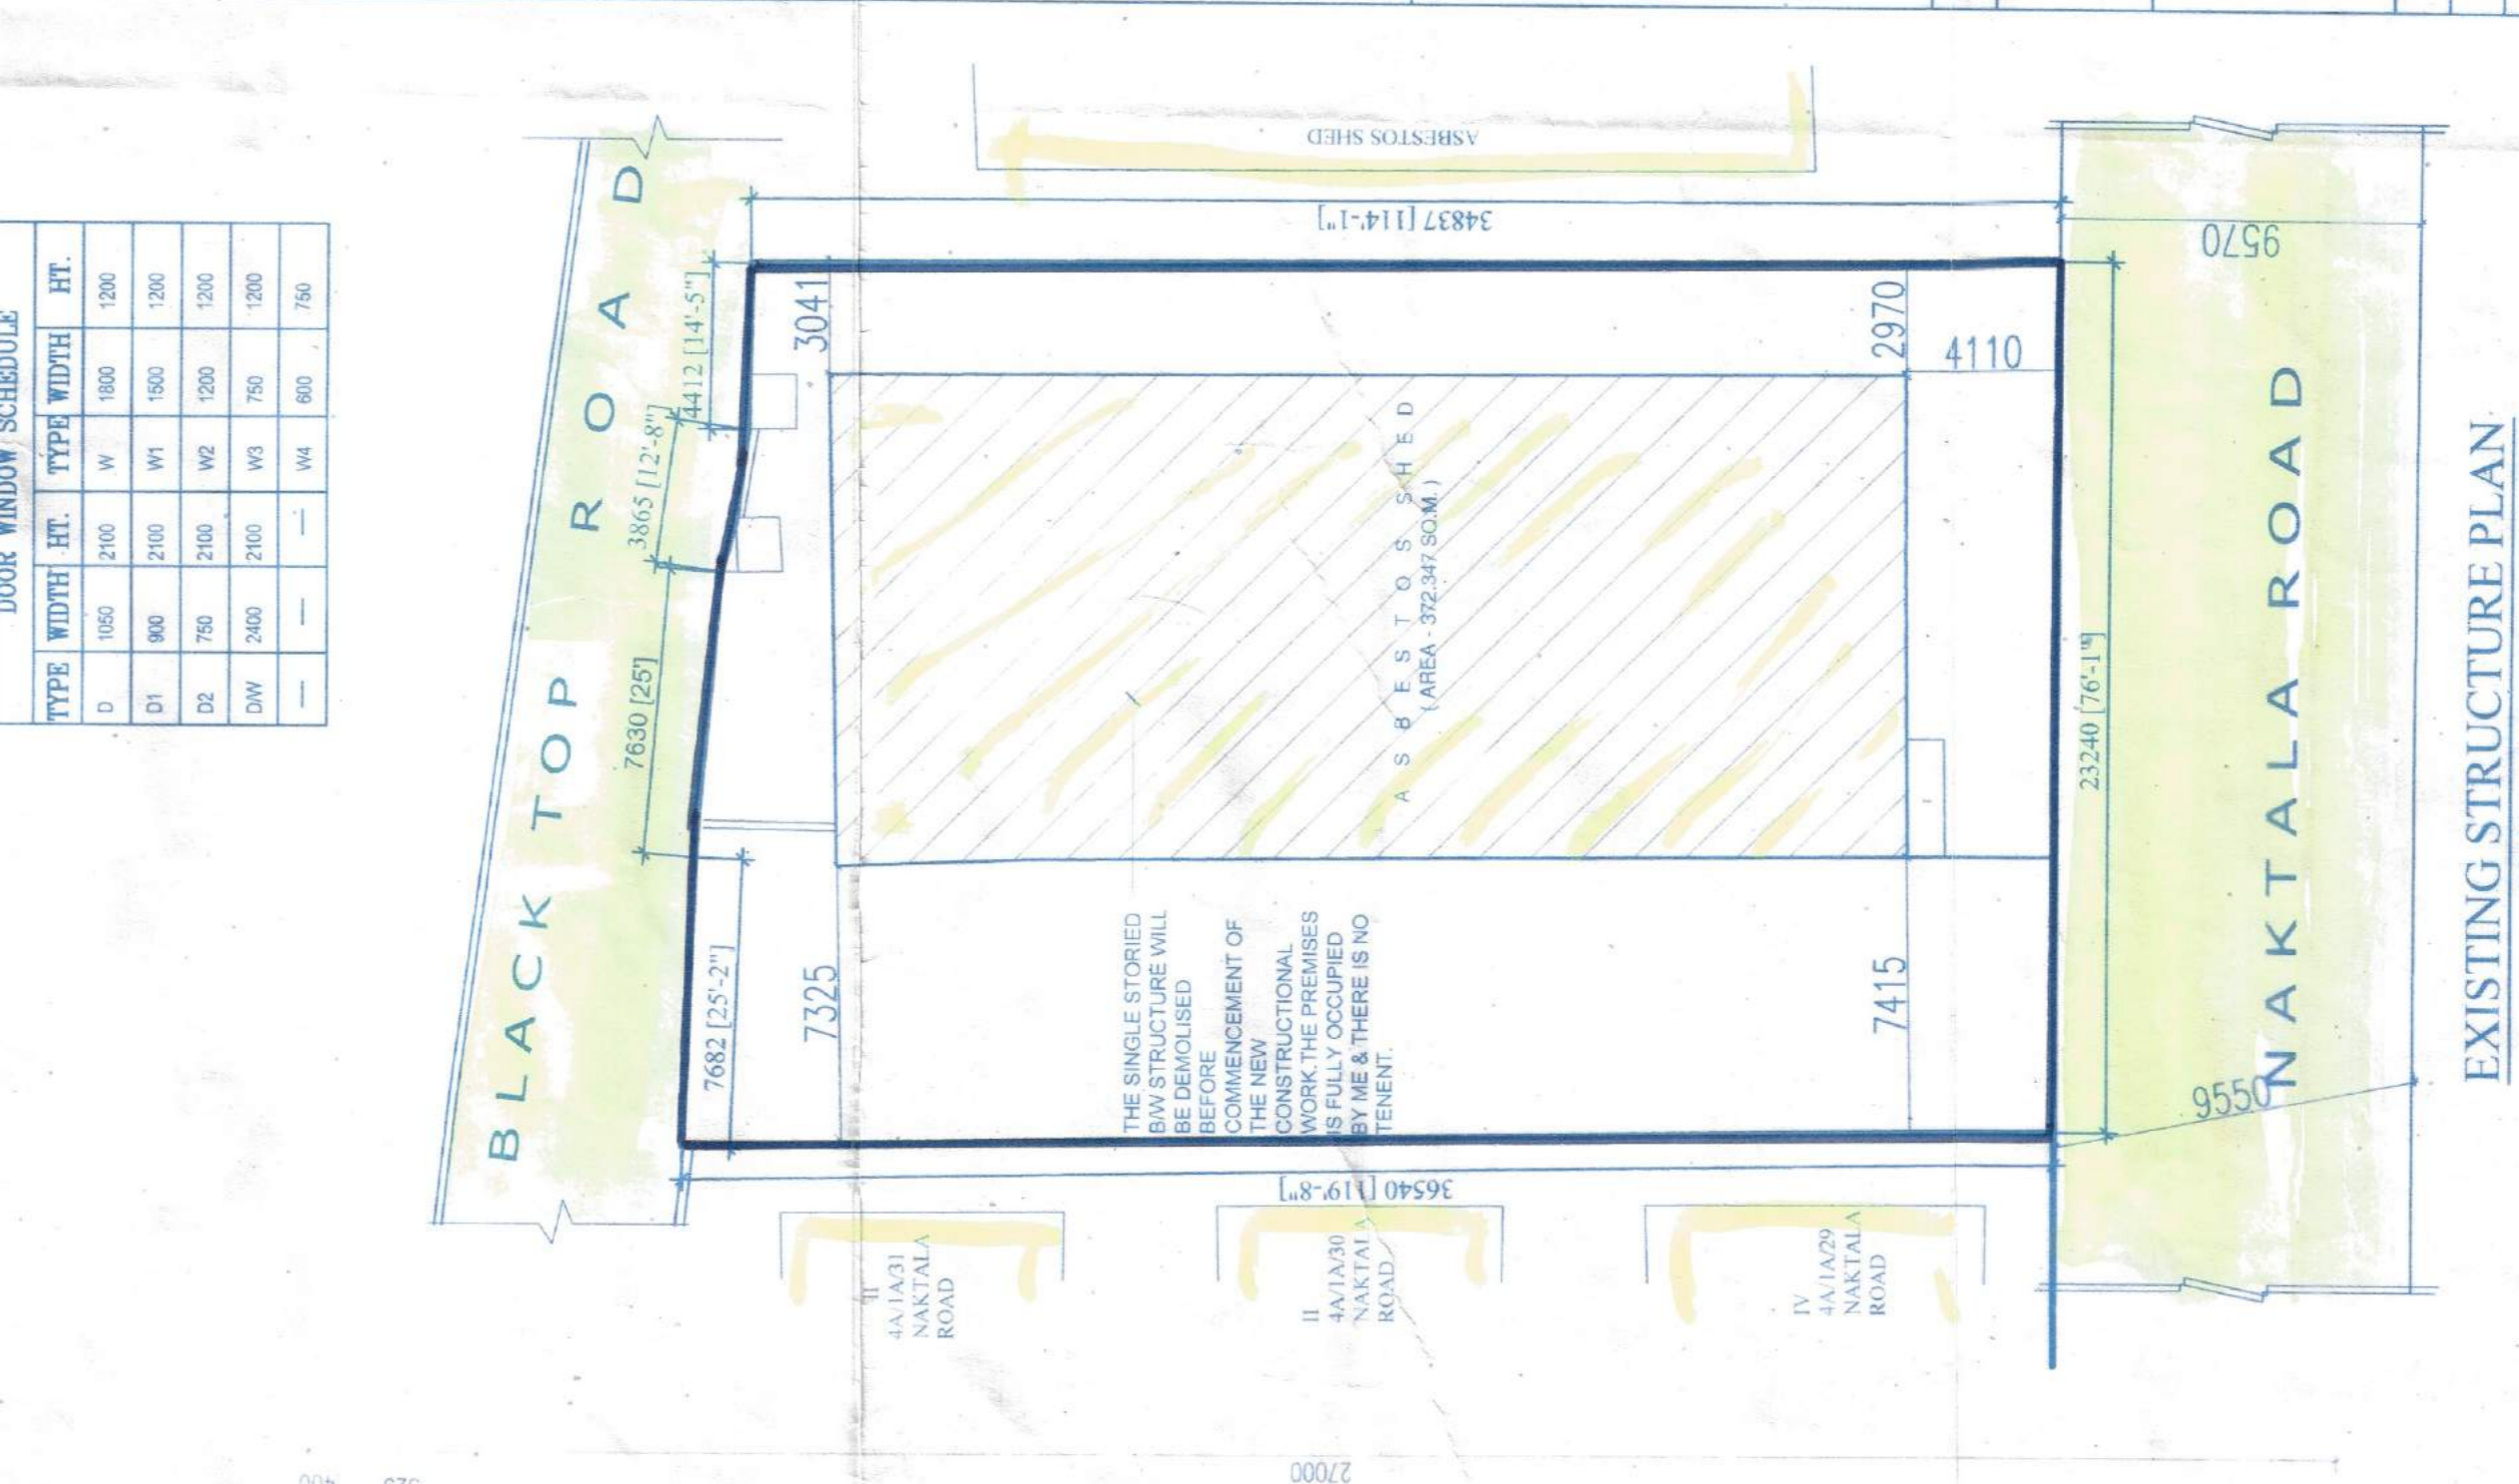 DOOR WINDOW SCHEDULE
TYPE WIDTH HT. TYPE WIDTH HT.
D 1050 2100 W 1800 1200
D1 900 2100 W1 1500 1200
D2 750 2100 W2 1200 1200
D/W 2400 2100 W3 750 1200
— — — W4 600 750
BLACK TOP ROAD
7682 [25'-2"]
7630 [25']
3865 [12'-8"]
4412 [14'-5"]
7325
3041
36540 [119'-8"]
34837 [114'-1"]
ASBESTOS SHED
THE SINGLE STORIED
B/W STRUCTURE WILL
BE DEMOLISED
BEFORE
COMMENCEMENT OF
THE NEW
CONSTRUCTIONAL
WORK.THE PREMISES
IS FULLY OCCUPIED
BY ME & THERE IS NO
TENENT.
ASBESTOS SHED
( AREA - 372.347 SQ.M. )
II
4A/1A/31
NAKTALA
ROAD
II
4A/1A/30
NAKTALA
ROAD
IV
4A/1A/29
NAKTALA
ROAD
7415
2970
4110
23240 [76'-1"]
9550
9570
NAKTALA ROAD
EXISTING STRUCTURE PLAN
27000